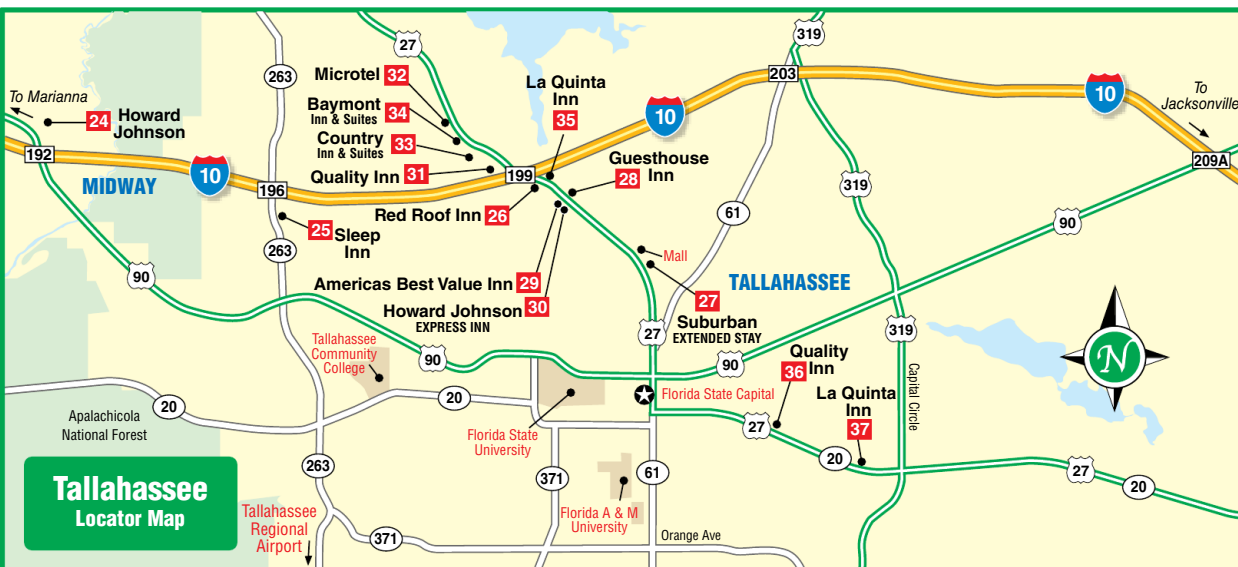 319
27
263
Microtel 32
La Quinta
Inn
35
203
10
To Marianna
24 Howard
Johnson
Baymont 34
Inn & Suites
10
To
Jacksonville
Country 33
Inn & Suites
192
199
Guesthouse
Inn
28
209A
MIDWAY
10
196
Quality Inn 31
319
Red Roof Inn 26
61
90
25 Sleep
Inn
263
Mall
90
Americas Best Value Inn 29
TALLAHASSEE
27
Suburban
EXTENDED STAY
Howard Johnson 30
EXPRESS INN
27
319
Tallahassee
Community
College
90
90
Quality
Inn
36
N
20
20
Florida State Capital
La Quinta
Inn
37
Capital Circle
Apalachicola
National Forest
Florida State
University
27
20
263
371
61
27
20
Tallahassee
Locator Map
Tallahassee
Regional
Airport
Florida A & M
University
371
Orange Ave